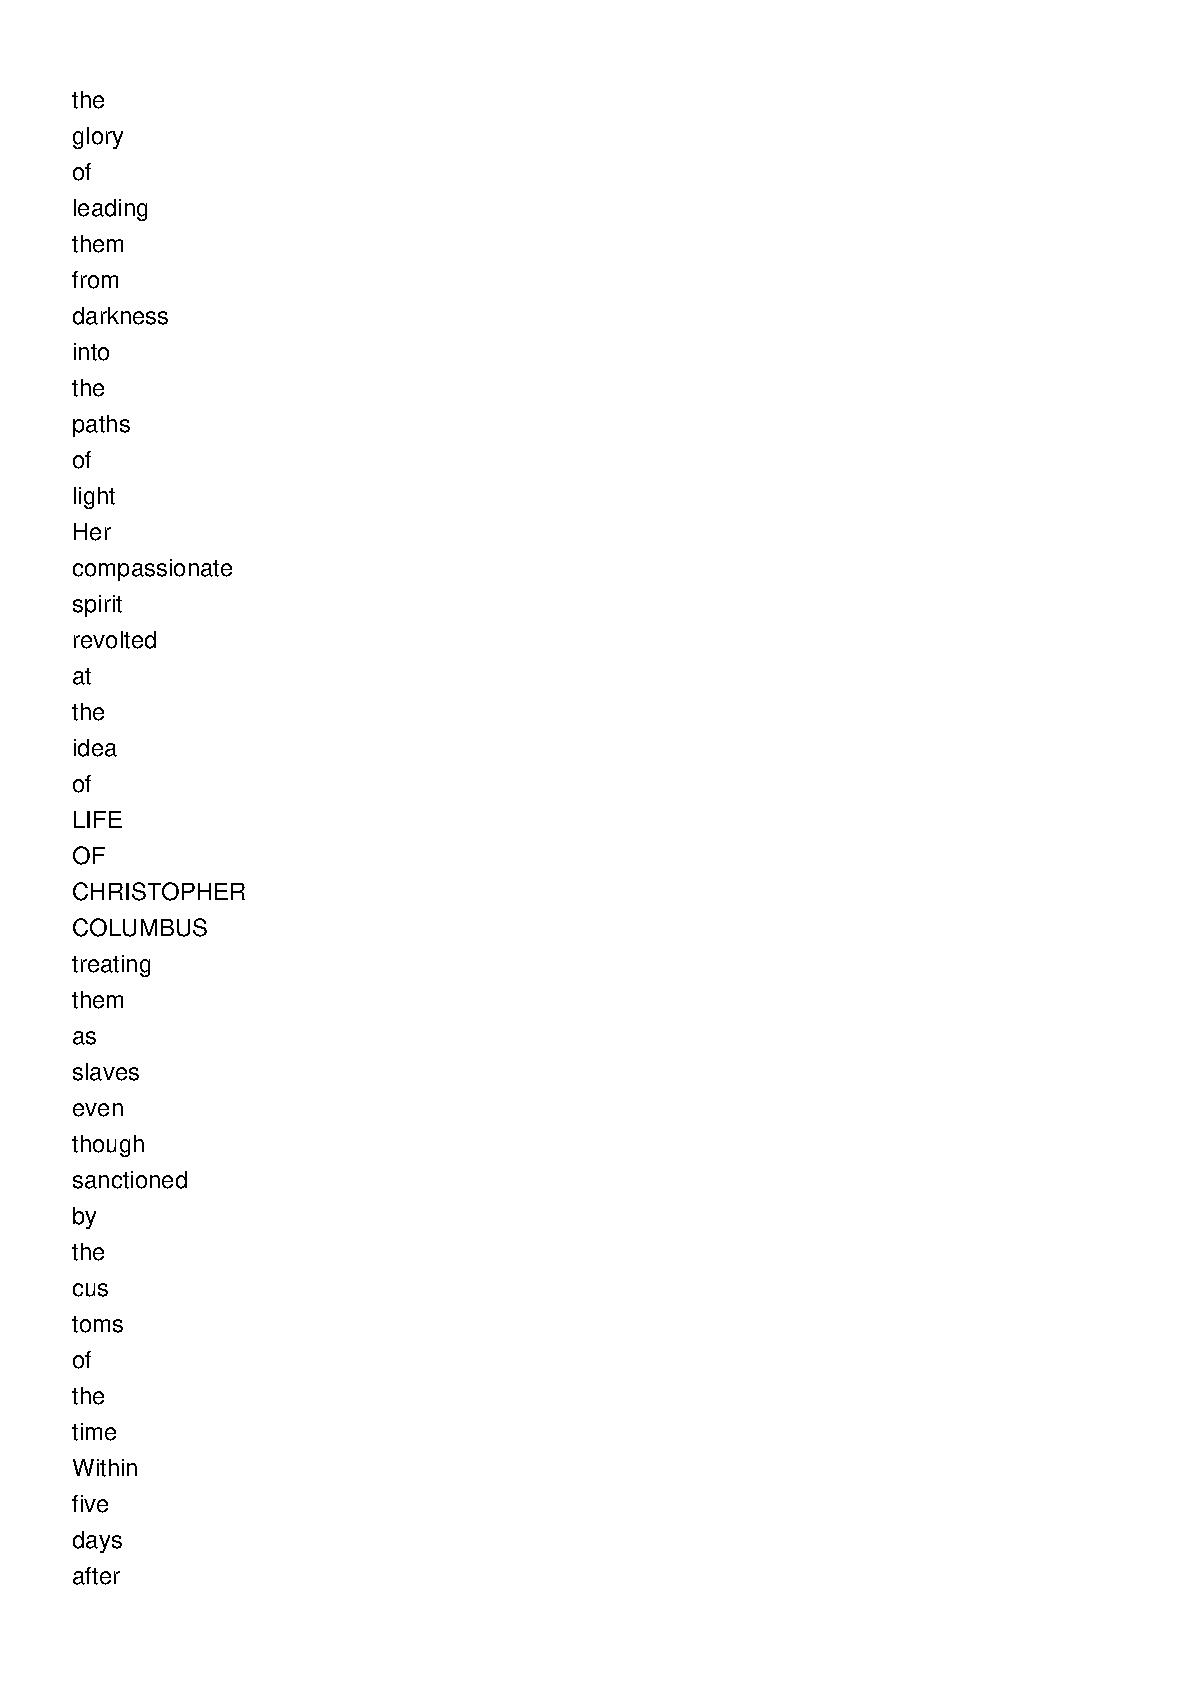 the
glory
of
leading
them
from
darkness
into
the
paths
of
light
Her
compassionate
spirit
revolted
at
the
idea
of
LIFE
OF
CHRISTOPHER
COLUMBUS
treating
them
as
slaves
even
though
sanctioned
by
the
cus
toms
of
the
time
Within
five
days
after